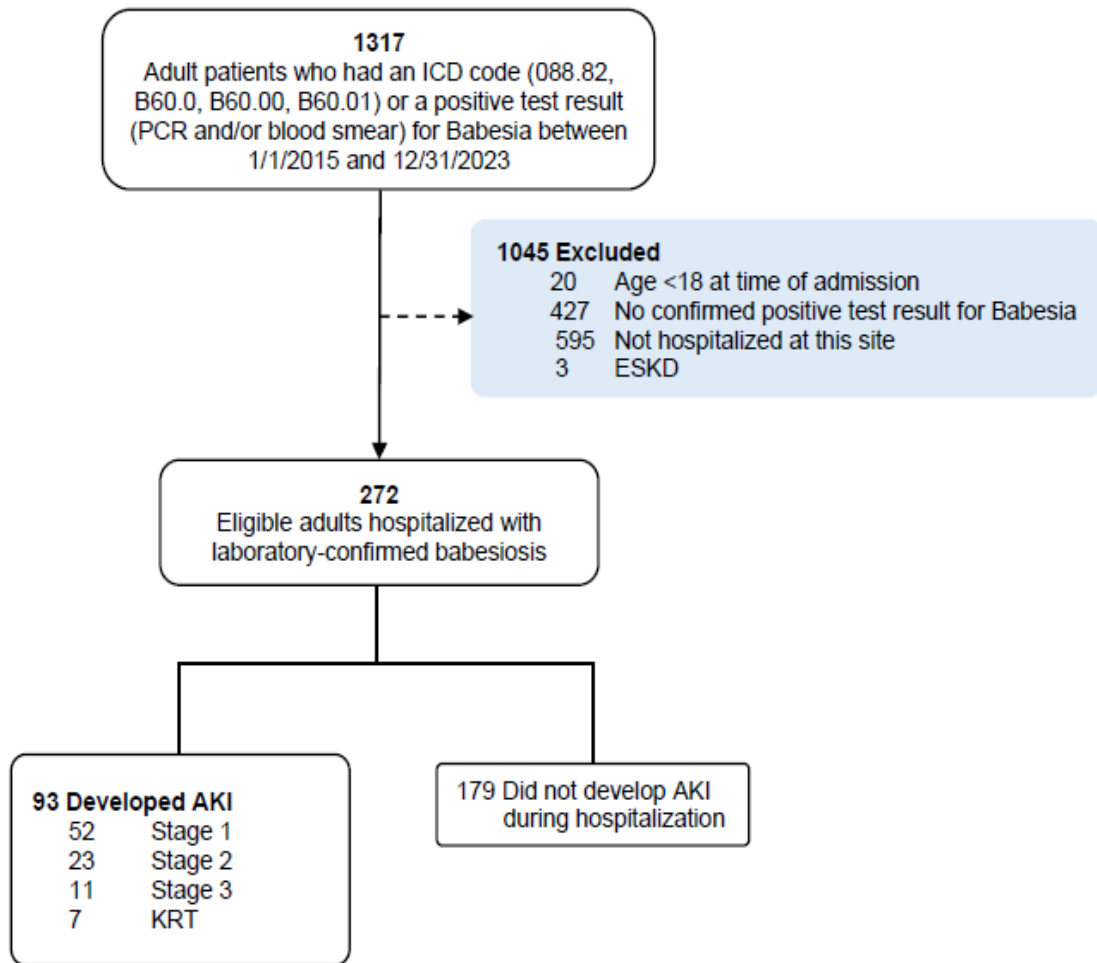 1317
Adult patients who had an ICD code (088.82,
B60.0, B60.00, B60.01) or a positive test result
(PCR and/or blood smear) for Babesia between
1/1/2015 and 12/31/2023
1045 Excluded
20 Age <18 at time of admission
427 No confirmed positive test result for Babesia
595 Not hospitalized at this site
3 ESKD
272
Eligible adults hospitalized with
laboratory-confirmed babesiosis
93 Developed AKI
52 Stage 1
23 Stage 2
11 Stage 3
7 KRT
179 Did not develop AKI
during hospitalization